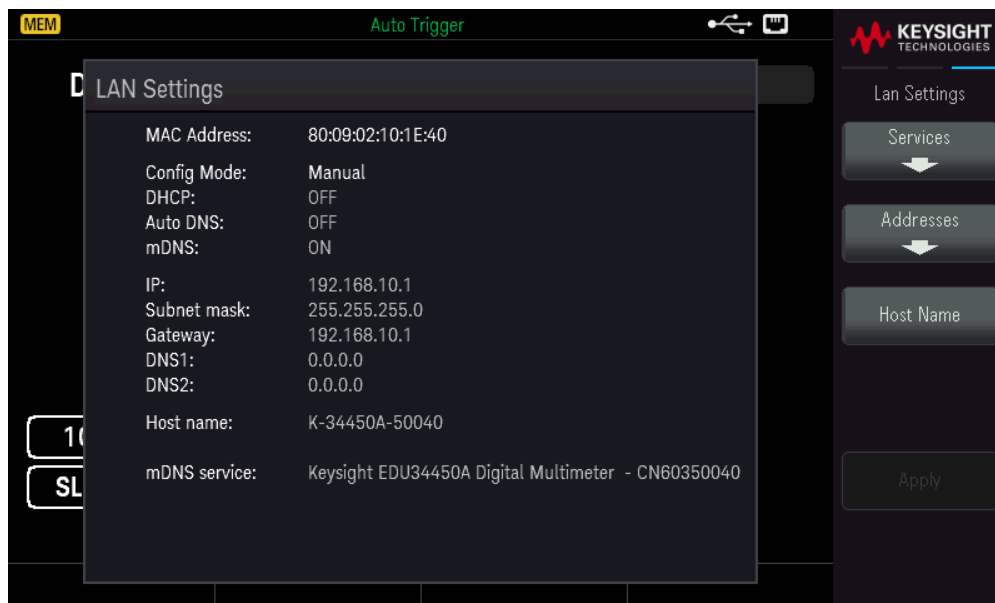 MEM
Auto Trigger
KEYSIGHT
TECHNOLOGIES
D
LAN Settings
MAC Address: 80:09:02:10:1E:40
Config Mode: Manual
DHCP: OFF
Auto DNS: OFF
mDNS: ON
IP: 192.168.10.1
Subnet mask: 255.255.255.0
Gateway: 192.168.10.1
DNS1: 0.0.0.0
DNS2: 0.0.0.0
Host name: K-34450A-50040
mDNS service: Keysight EDU34450A Digital Multimeter - CN60350040
10
SL
Lan Settings
Services
Addresses
Host Name
Apply